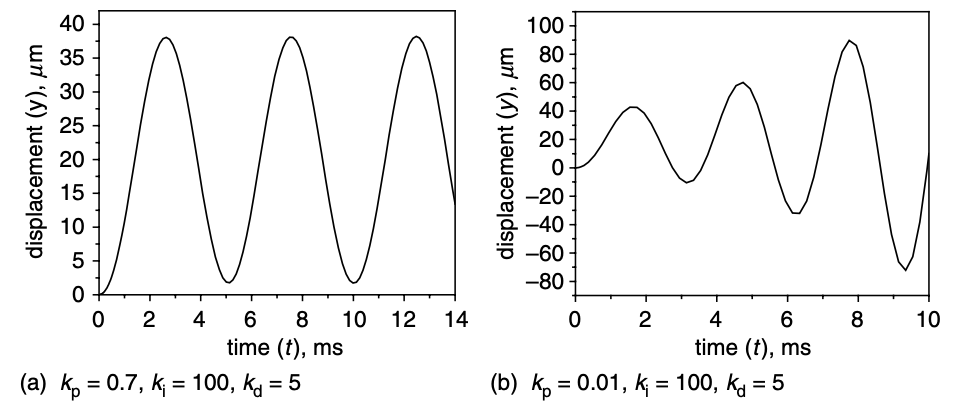 40
35
30
25
20
15
10
5
0
displacement (y), μm
0 2 4 6 8 10 12 14
time (t), ms
(a) kp = 0.7, ki = 100, kd = 5
100
80
60
40
20
0
−20
−40
−60
−80
displacement (y), μm
0 2 4 6 8 10
time (t), ms
(b) kp = 0.01, ki = 100, kd = 5